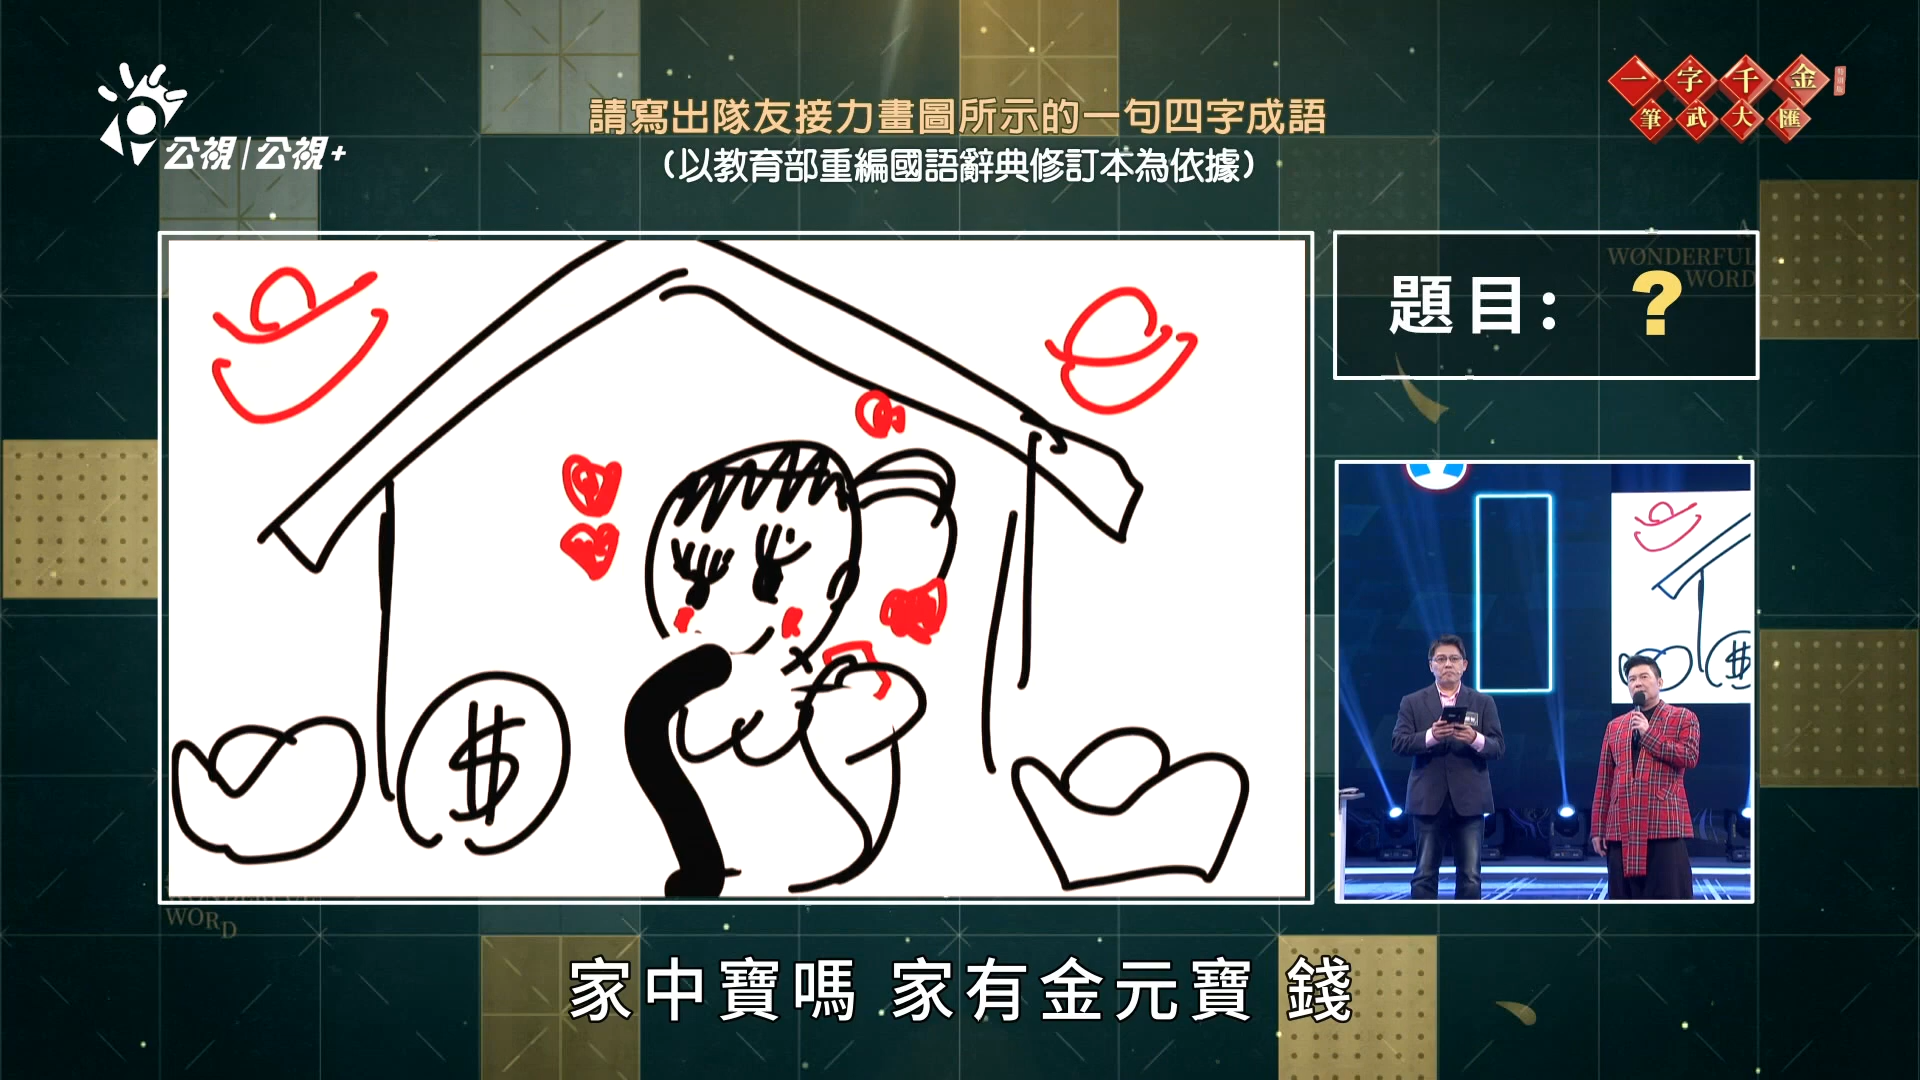 公視|公視+
請寫出隊友接力畫圖所示的一句四字成語
(以教育部重編國語辭典修訂本為依據)
一字千金
筆武大匯
題目: ?
WONDERFUL
WORD
$
$
WORD
家中寶嗎 家有金元寶 錢